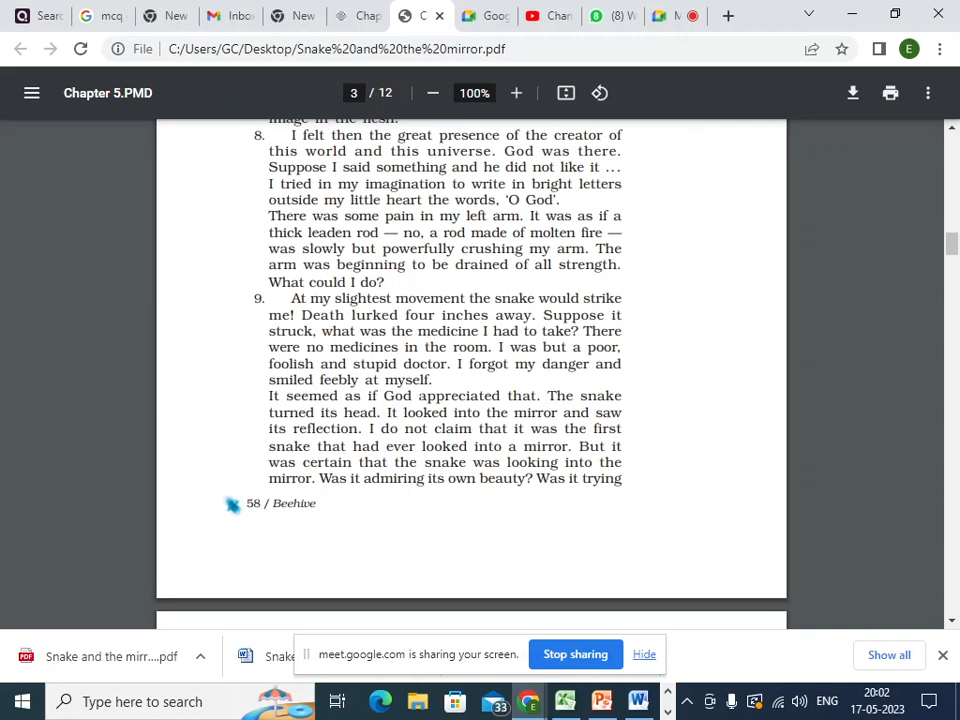 Searc
mcq
New
Inbo
New
Chap
C
Goog
Chan
8
(8) W
M
File
C:/Users/GC/Desktop/Snake%20and%20the%20mirror.pdf
E
Chapter 5.PMD
3 / 12
100%
image in the flesh.
8. I felt then the great presence of the creator of
this world and this universe. God was there.
Suppose I said something and he did not like it ...
I tried in my imagination to write in bright letters
outside my little heart the words, ‘O God’.
There was some pain in my left arm. It was as if a
thick leaden rod — no, a rod made of molten fire —
was slowly but powerfully crushing my arm. The
arm was beginning to be drained of all strength.
What could I do?
9. At my slightest movement the snake would strike
me! Death lurked four inches away. Suppose it
struck, what was the medicine I had to take? There
were no medicines in the room. I was but a poor,
foolish and stupid doctor. I forgot my danger and
smiled feebly at myself.
It seemed as if God appreciated that. The snake
turned its head. It looked into the mirror and saw
its reflection. I do not claim that it was the first
snake that had ever looked into a mirror. But it
was certain that the snake was looking into the
mirror. Was it admiring its own beauty? Was it trying
58 / Beehive
PDF
Snake and the mirr....pdf
Snake
meet.google.com is sharing your screen.
Stop sharing
Hide
Show all
Type here to search
33
ENG
20:02
17-05-2023